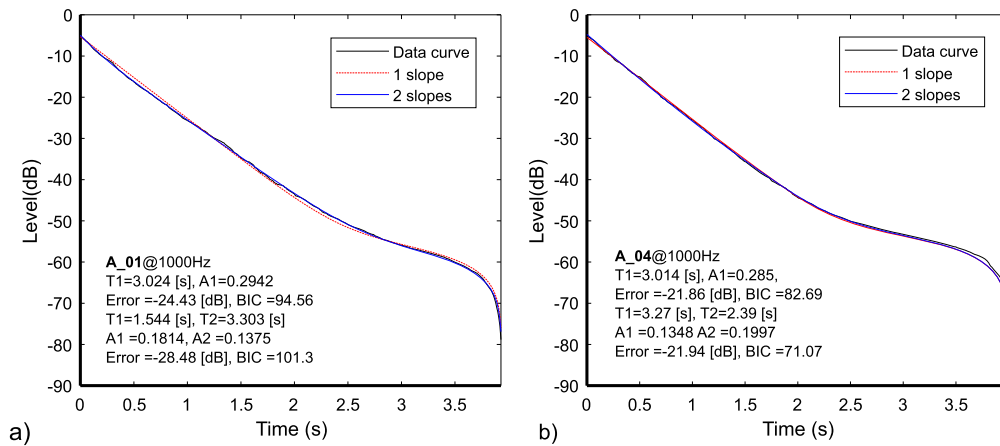 0
-10
-20
-30
-40
-50
-60
-70
-80
-90
Level(dB)
Data curve
1 slope
2 slopes
A_01@1000Hz
T1=3.024 [s], A1=0.2942
Error =-24.43 [dB], BIC =94.56
T1=1.544 [s], T2=3.303 [s]
A1 =0.1814, A2 =0.1375
Error =-28.48 [dB], BIC =101.3
0 0.5 1 1.5 2 2.5 3 3.5
Time (s)
a)
0
-10
-20
-30
-40
-50
-60
-70
-80
-90
Level(dB)
Data curve
1 slope
2 slopes
A_04@1000Hz
T1=3.014 [s], A1=0.285,
Error =-21.86 [dB], BIC =82.69
T1=3.27 [s], T2=2.39 [s]
A1 =0.1348 A2 =0.1997
Error =-21.94 [dB], BIC =71.07
0 0.5 1 1.5 2 2.5 3 3.5
Time (s)
b)